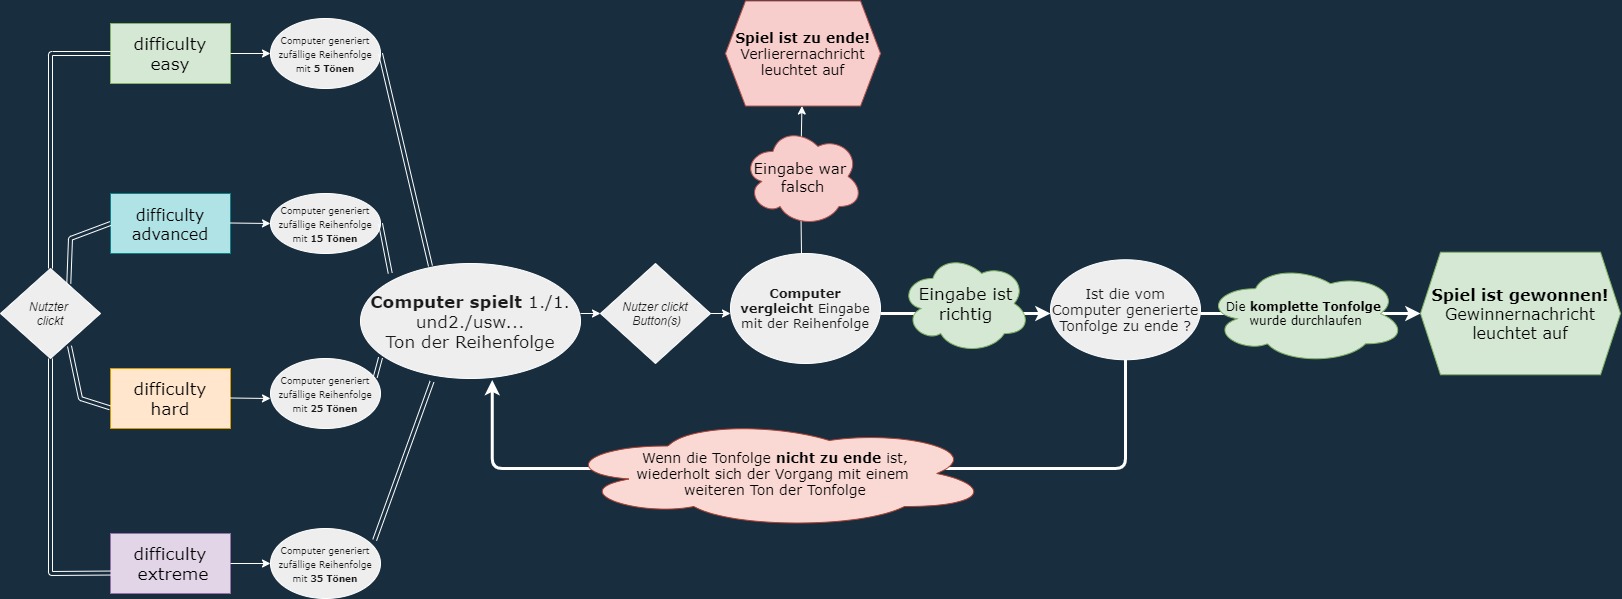 difficulty
easy
Computer generiert
zufällige Reihenfolge
mit 5 Tönen
Spiel ist zu ende!
Verlierernachricht
leuchtet auf
Eingabe war
falsch
difficulty
advanced
Computer generiert
zufällige Reihenfolge
mit 15 Tönen
Nutzter
clickt
Computer spielt 1./1.
und2./usw...
Ton der Reihenfolge
Nutzer clickt
Button(s)
Computer
vergleicht Eingabe
mit der Reihenfolge
Eingabe ist
richtig
Ist die vom
Computer generierte
Tonfolge zu ende ?
Die komplette Tonfolge
wurde durchlaufen
Spiel ist gewonnen!
Gewinnernachricht
leuchtet auf
difficulty
hard
Computer generiert
zufällige Reihenfolge
mit 25 Tönen
Wenn die Tonfolge nicht zu ende ist,
wiederholt sich der Vorgang mit einem
weiteren Ton der Tonfolge
difficulty
extreme
Computer generiert
zufällige Reihenfolge
mit 35 Tönen